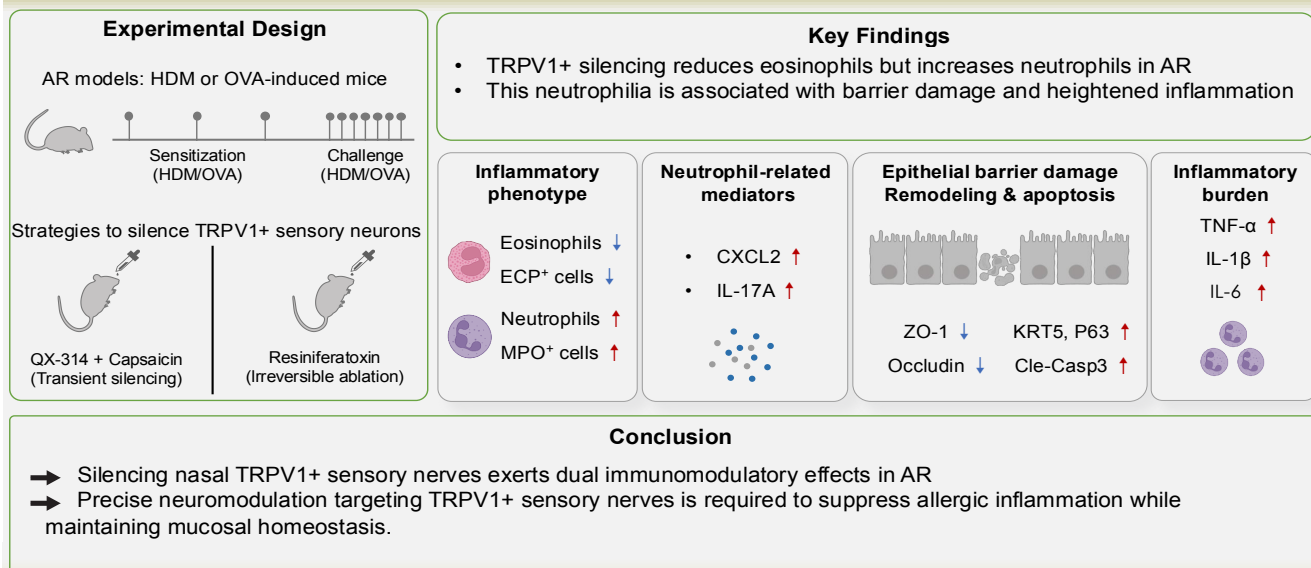 Experimental Design
AR models: HDM or OVA-induced mice
Sensitization
(HDM/OVA)
Challenge
(HDM/OVA)
Strategies to silence TRPV1+ sensory neurons
QX-314 + Capsaicin
(Transient silencing)
Resiniferatoxin
(Irreversible ablation)
Key Findings
• TRPV1+ silencing reduces eosinophils but increases neutrophils in AR
• This neutrophilia is associated with barrier damage and heightened inflammation
Inflammatory
phenotype
Eosinophils ↓
ECP⁺ cells ↓
Neutrophils ↑
MPO⁺ cells ↑
Neutrophil-related
mediators
• CXCL2 ↑
• IL-17A ↑
Epithelial barrier damage
Remodeling & apoptosis
ZO-1 ↓
Occludin ↓
KRT5, P63 ↑
Cle-Casp3 ↑
Inflammatory
burden
TNF-α ↑
IL-1β ↑
IL-6 ↑
Conclusion
➞ Silencing nasal TRPV1+ sensory nerves exerts dual immunomodulatory effects in AR
➞ Precise neuromodulation targeting TRPV1+ sensory nerves is required to suppress allergic inflammation while
maintaining mucosal homeostasis.